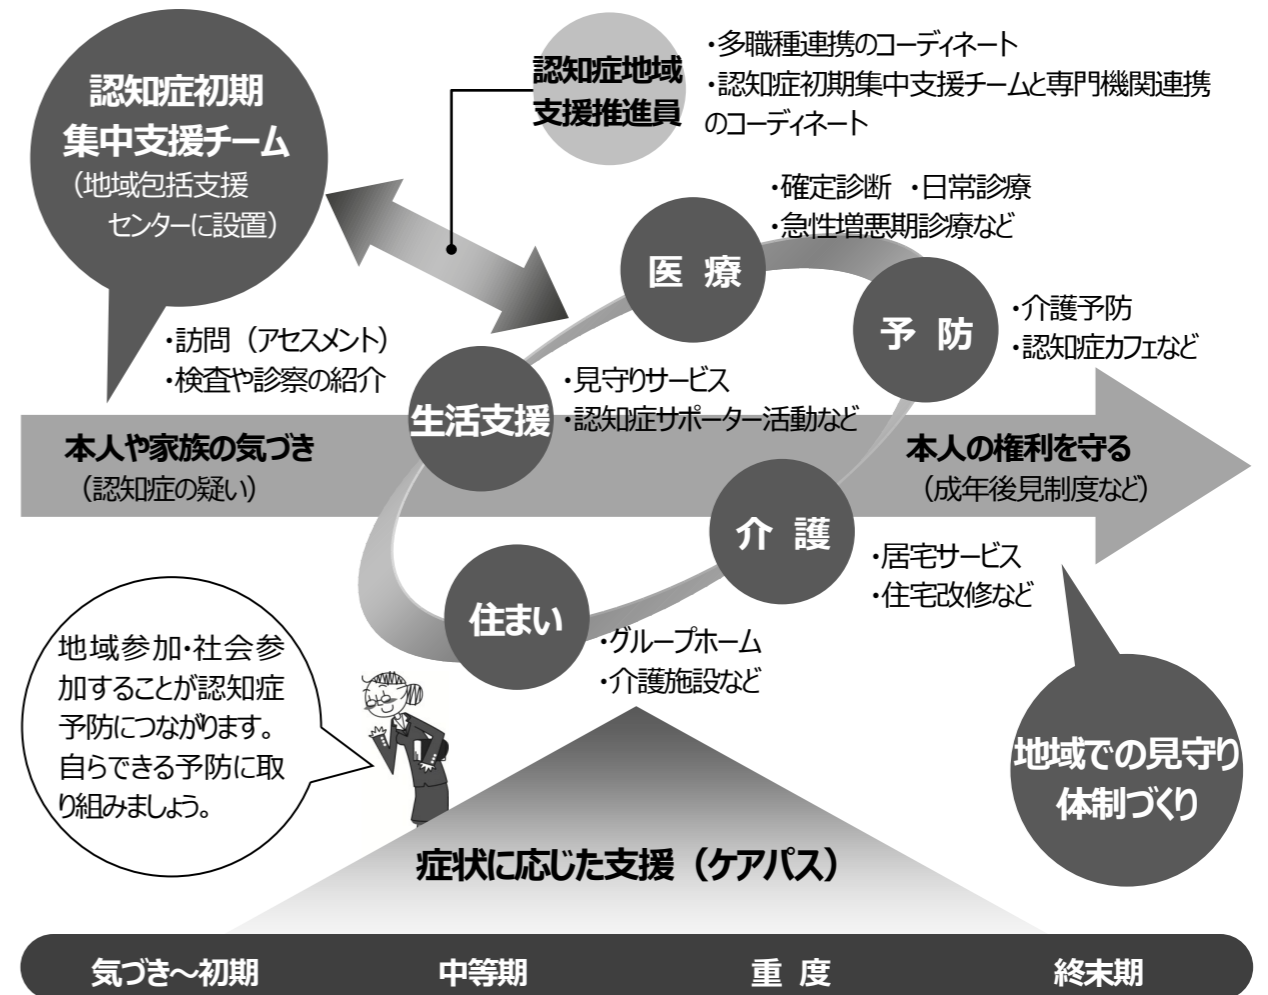 認知症初期
集中支援チーム
（地域包括支援
センターに設置）
認知症地域
支援推進員
・多職種連携のコーディネート
・認知症初期集中支援チームと専門機関連携
のコーディネート
・訪問（アセスメント）
・検査や診察の紹介
医 療
・確定診断 ・日常診療
・急性増悪期診療など
予 防
・介護予防
・認知症カフェなど
生活支援
・見守りサービス
・認知症サポーター活動など
本人や家族の気づき
（認知症の疑い）
本人の権利を守る
（成年後見制度など）
介 護
・居宅サービス
・住宅改修など
住まい
・グループホーム
・介護施設など
地域参加・社会参
加することが認知症
予防につながります。
自らできる予防に取
り組みましょう。
地域での見守り
体制づくり
症状に応じた支援（ケアパス）
気づき～初期
中等期
重 度
終末期